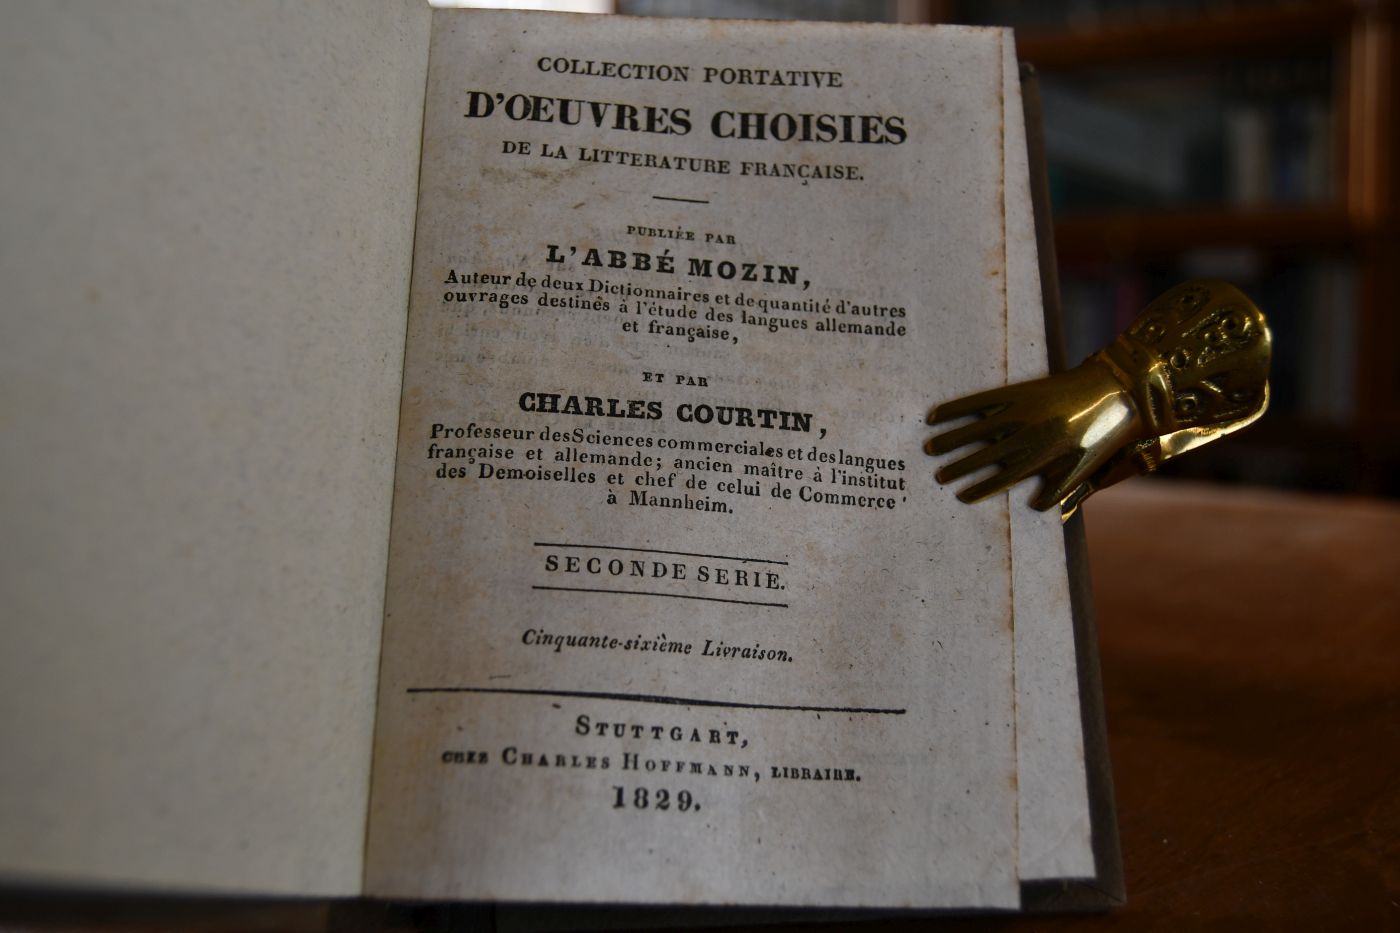 COLLECTION PORTATIVE
D'ŒUVRES CHOISIES
DE LA LITTERATURE FRANÇAISE.
PUBLIÉE PAR
L'ABBÉ MOZIN,
Auteur de deux Dictionnaires et de quantité d'autres
ouvrages destinés à l'étude des langues allemande
et française,
ET PAR
CHARLES COURTIN,
Professeur des Sciences commerciales et des langues
française et allemande; ancien maître à l'institut
des Demoiselles et chef de celui de Commerce
à Mannheim.
SECONDE SERIE.
Cinquante-sixième Livraison.
STUTTGART,
CHEZ CHARLES HOFFMANN, LIBRAIRE.
1829.